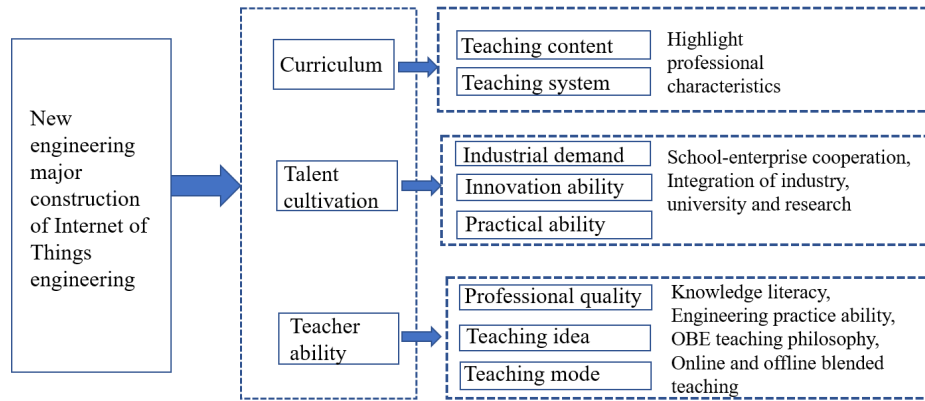 New
engineering
major
construction
of Internet of
Things
engineering
Curriculum
Teaching content
Teaching system
Highlight
professional
characteristics
Talent
cultivation
Industrial demand
Innovation ability
Practical ability
School-enterprise cooperation,
Integration of industry,
university and research
Teacher
ability
Professional quality
Teaching idea
Teaching mode
Knowledge literacy,
Engineering practice ability,
OBE teaching philosophy,
Online and offline blended
teaching